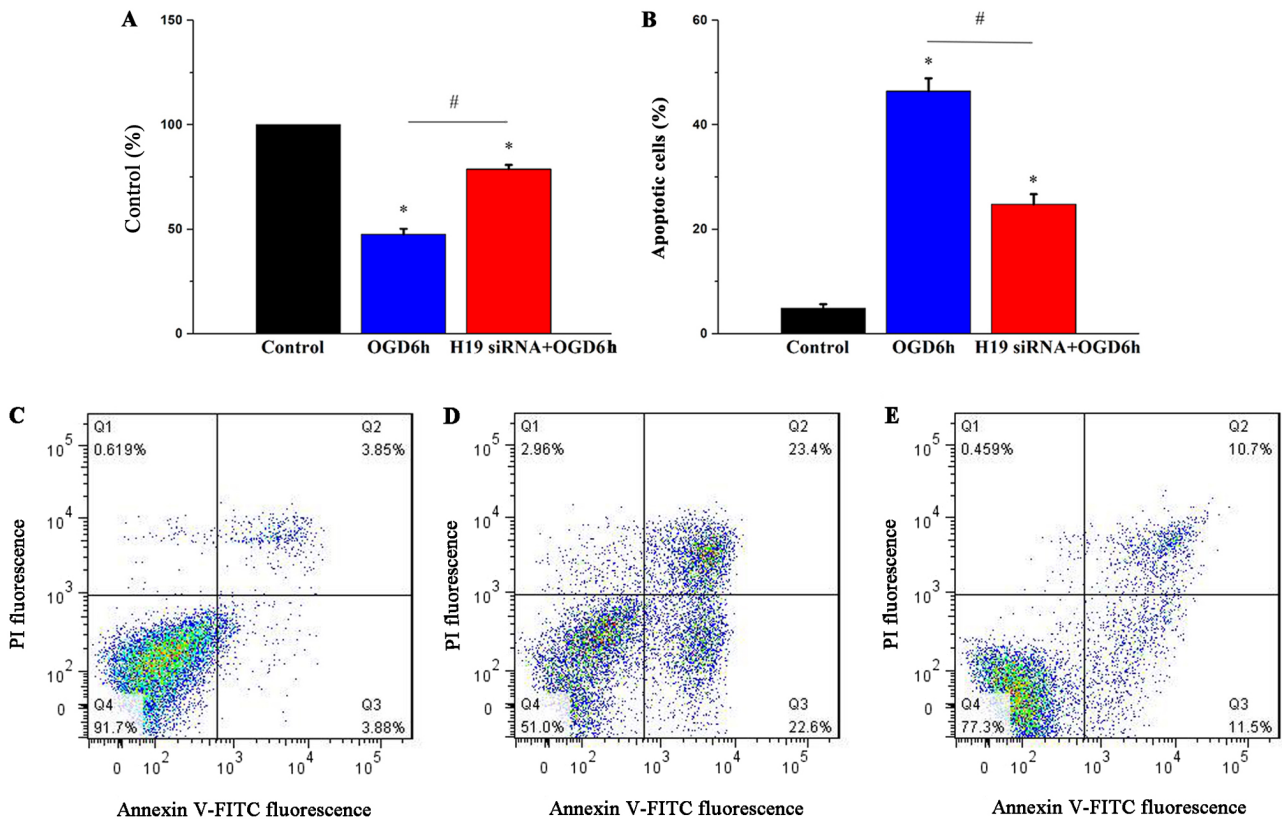 A
150
100
50
0
Control (%)
#
*
*
Control
OGD6h
H19 siRNA+OGD6h
B
60
40
20
0
Apoptotic cells (%)
#
*
*
Control
OGD6h
H19 siRNA+OGD6h
C
Q1
0.619%
Q2
3.85%
Q4
91.7%
Q3
3.88%
10^5
10^4
10^3
10^2
0
PI fluorescence
0 10^2 10^3 10^4 10^5
Annexin V-FITC fluorescence
D
Q1
2.96%
Q2
23.4%
Q4
51.0%
Q3
22.6%
10^5
10^4
10^3
10^2
0
PI fluorescence
0 10^2 10^3 10^4 10^5
Annexin V-FITC fluorescence
E
Q1
0.459%
Q2
10.7%
Q4
77.3%
Q3
11.5%
10^5
10^4
10^3
10^2
0
PI fluorescence
0 10^2 10^3 10^4 10^5
Annexin V-FITC fluorescence